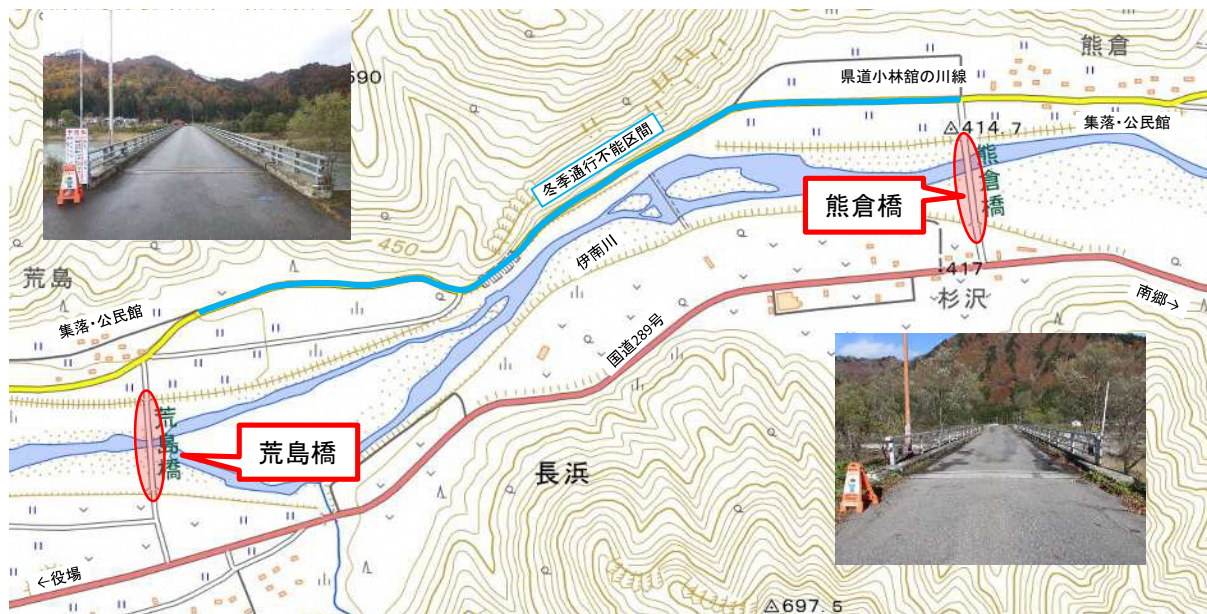 590
熊倉
県道小林舘の川線
△414.7
集落・公民館
冬季通行不能区間
熊倉橋
熊倉橋
450
伊南川
荒島
417
杉沢
南郷→
集落・公民館
国道289号
荒島橋
荒島橋
長浜
←役場
△697.5